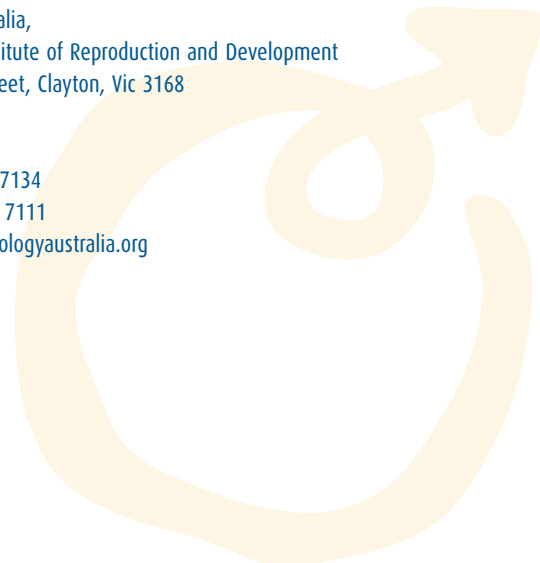 alia,
itute of Reproduction and Development
eet, Clayton, Vic 3168
7134
7111
ologyaustralia.org